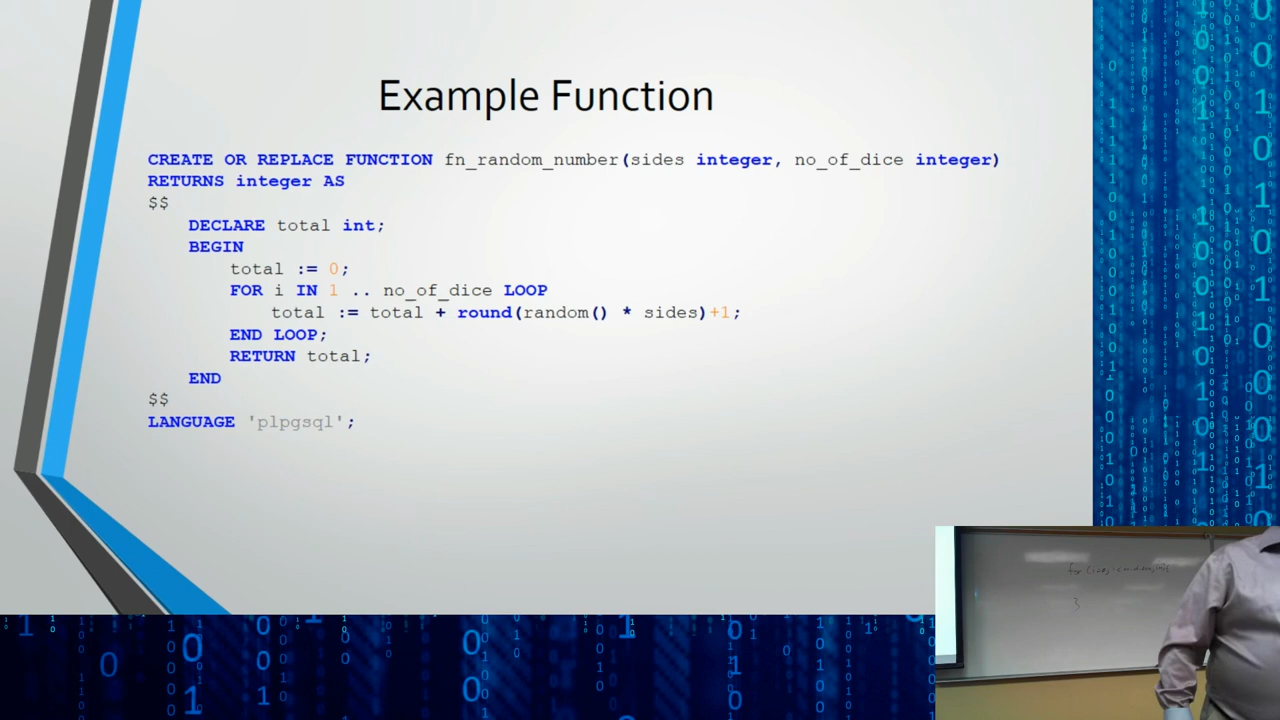 Example Function
CREATE OR REPLACE FUNCTION fn_random_number(sides integer, no_of_dice integer)
RETURNS integer AS
$$
DECLARE total int;
BEGIN
total := 0;
FOR i IN 1 .. no_of_dice LOOP
total := total + round(random() * sides)+1;
END LOOP;
RETURN total;
END
$$
LANGUAGE 'plpgsql';